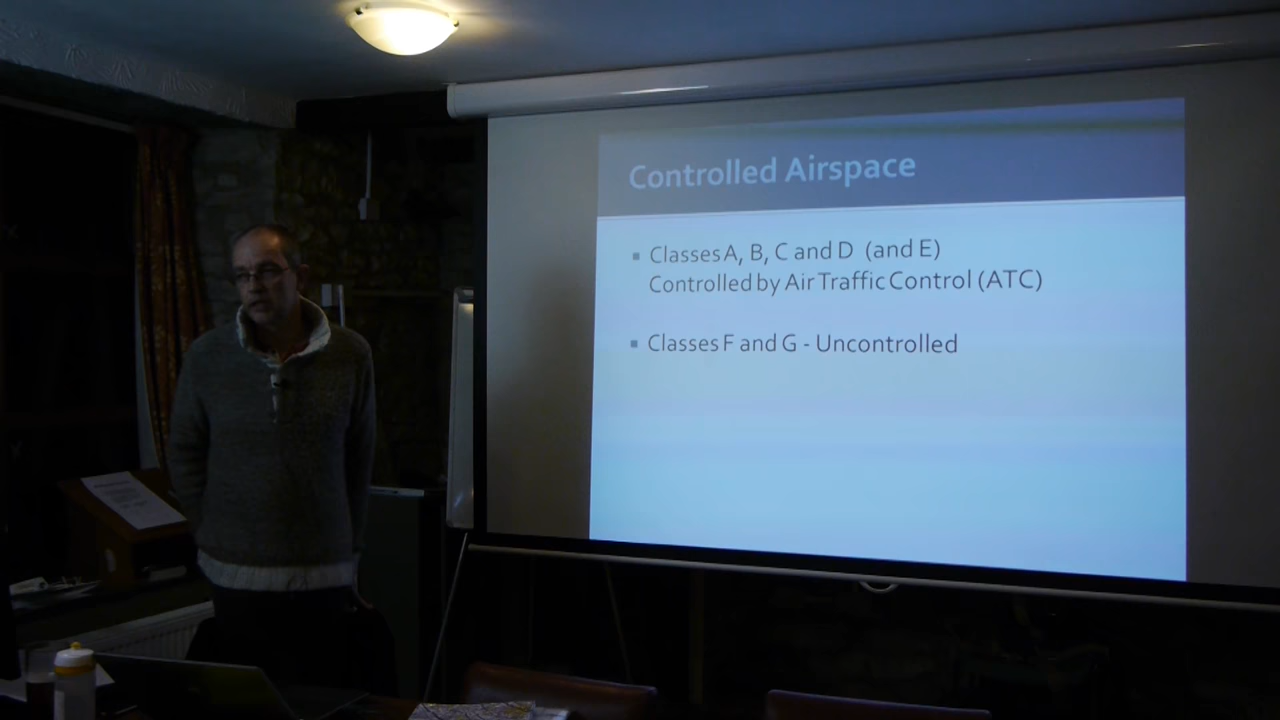 Controlled Airspace
Classes A, B, C and D (and E)
Controlled by Air Traffic Control (ATC)
Classes F and G - Uncontrolled